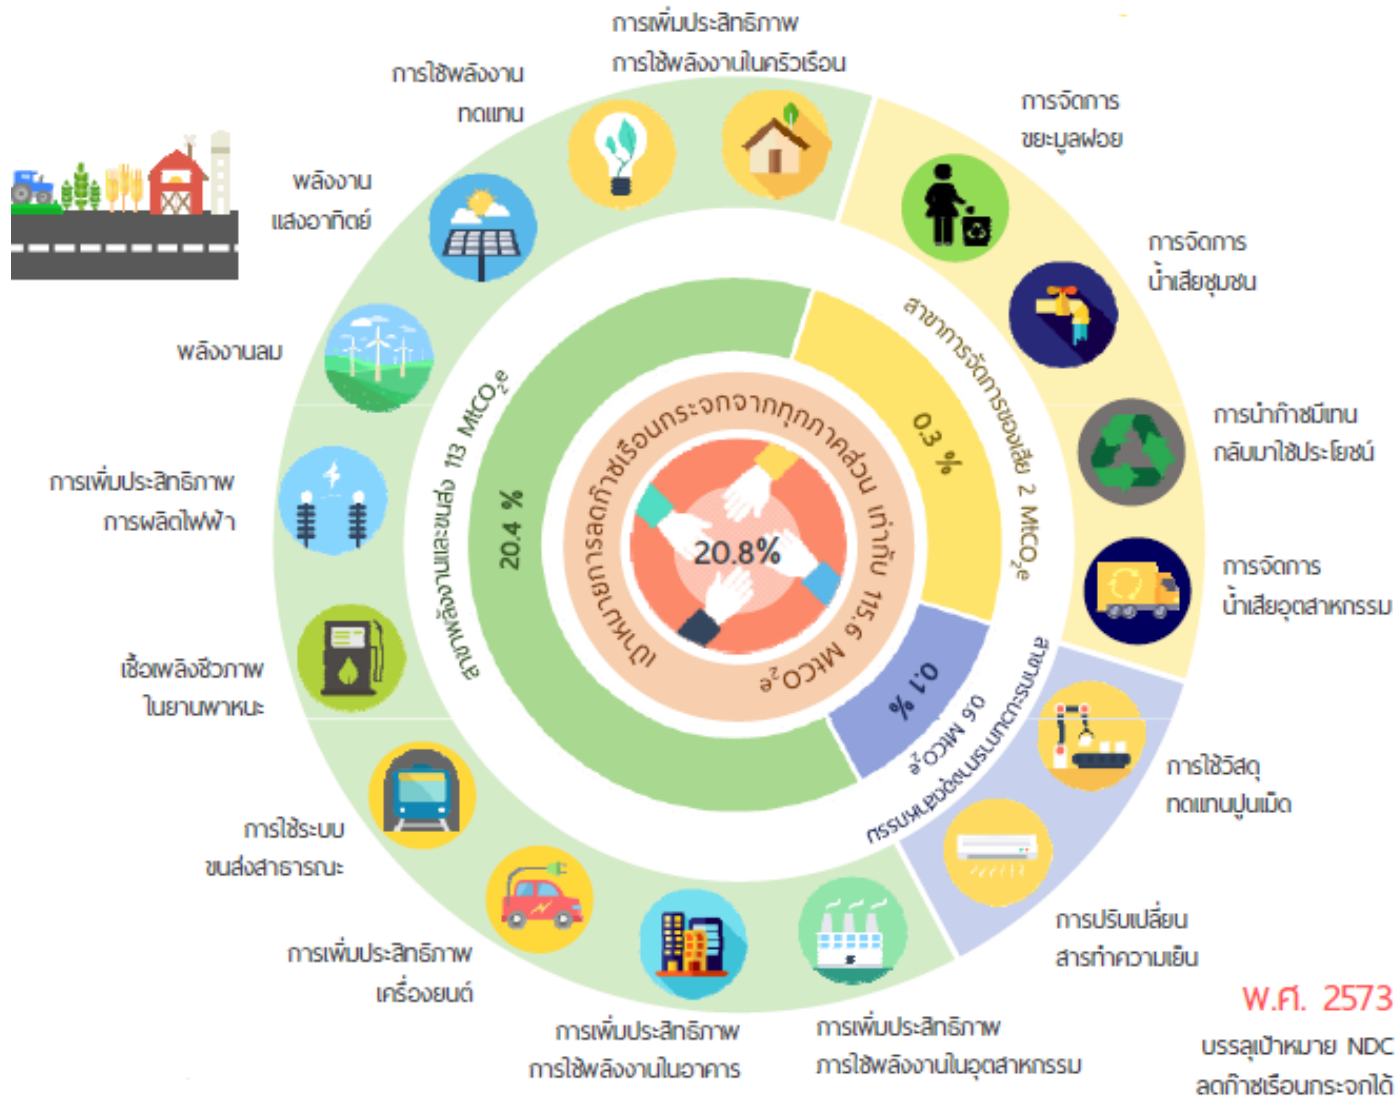 การเพิ่มประสิทธิภาพ
การใช้พลังงานในครัวเรือน
การใช้พลังงาน
ทดแทน
พลังงาน
แสงอาทิตย์
พลังงานลม
การเพิ่มประสิทธิภาพ
การผลิตไฟฟ้า
เชื้อเพลิงชีวภาพ
ในยานพาหนะ
การใช้ระบบ
ขนส่งสาธารณะ
การเพิ่มประสิทธิภาพ
เครื่องยนต์
การเพิ่มประสิทธิภาพ
การใช้พลังงานในอาคาร
การเพิ่มประสิทธิภาพ
ภารใช้พลังงานในอุตสาหกรรม
การจัดการ
ขยะมูลฝอย
การจัดการ
น้ำเสียชุมชน
การนำก๊าซมีเทน
กลับมาใช้ประโยชน์
การจัดการ
น้ำเสียอุตสาหกรรม
การใช้วัสดุ
ทดแทนปูนเม็ด
การปรับเปลี่ยน
สารทำความเย็น
สาขาพลังงานและขนส่ง 113 MtCO₂e
20.4 %
สาขาการจัดการของเสีย 2 MtCO₂e
0.3 %
สาขากระบวนการทางอุตสาหกรรม
0.6 MtCO₂e
0.1 %
เป้าหมายการลดก๊าซเรือนกระจกจากทุกภาคส่วน เท่ากับ 115.6 MtCO₂e
20.8%
พ.ศ. 2573
บรรลุเป้าหมาย NDC
ลดก๊าซเรือนกระจกได้